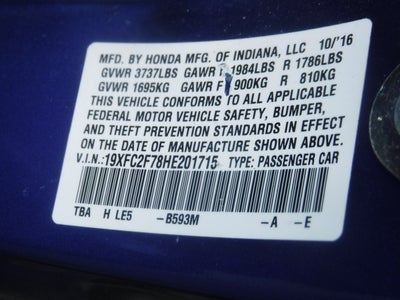 MFD. BY HONDA MFG. OF INDIANA, LLC 10/'16
GVWR 3737LBS GAWR F 1984LBS R 1786LBS
GVWR 1695KG GAWR F 900KG R 810KG
THIS VEHICLE CONFORMS TO ALL APPLICABLE
FEDERAL MOTOR VEHICLE SAFETY, BUMPER,
AND THEFT PREVENTION STANDARDS IN EFFECT
ON THE DATE OF MANUFACTURE SHOWN ABOVE.
V.I.N.: 19XFC2F78HE201715 TYPE: PASSENGER CAR
TBA H LE5 -B593M -A -E